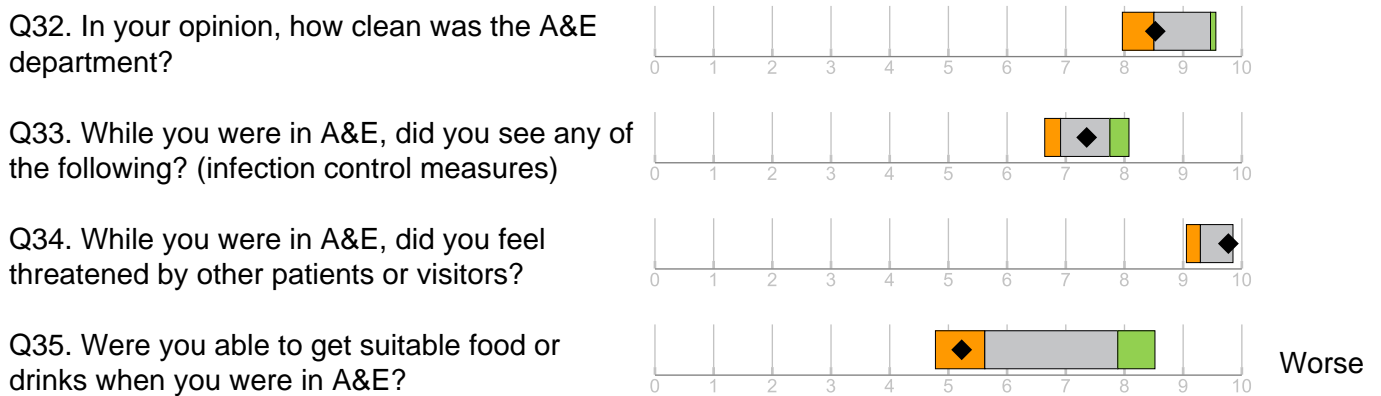 Q32. In your opinion, how clean was the A&E
department?
0 1 2 3 4 5 6 7 8 9 10
Q33. While you were in A&E, did you see any of
the following? (infection control measures)
0 1 2 3 4 5 6 7 8 9 10
Q34. While you were in A&E, did you feel
threatened by other patients or visitors?
0 1 2 3 4 5 6 7 8 9 10
Q35. Were you able to get suitable food or
drinks when you were in A&E?
0 1 2 3 4 5 6 7 8 9 10
Worse